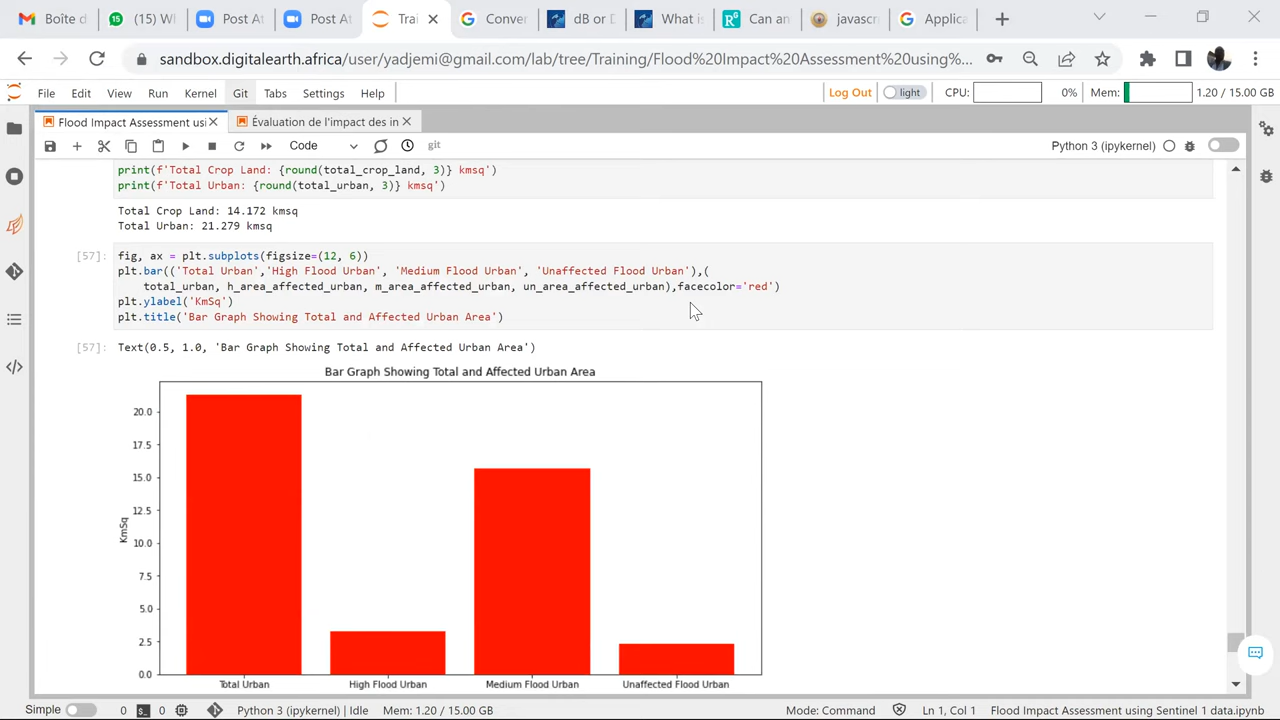 Boîte d
(15) W
Post At
Post At
Trai
Conver
dB or D
What is
Can an
javascr
Applica
sandbox.digitalearth.africa/user/yadjemi@gmail.com/lab/tree/Training/Flood%20Impact%20Assessment%20using%...
File Edit View Run Kernel Git Tabs Settings Help
Log Out light CPU: 0% Mem: 1.20 / 15.00 GB
Flood Impact Assessment usi
Évaluation de l'impact des in
Code git Python 3 (ipykernel)
print(f'Total Crop Land: {round(total_crop_land, 3)} kmsq')
print(f'Total Urban: {round(total_urban, 3)} kmsq')
Total Crop Land: 14.172 kmsq
Total Urban: 21.279 kmsq
[57]: fig, ax = plt.subplots(figsize=(12, 6))
plt.bar(('Total Urban','High Flood Urban', 'Medium Flood Urban', 'Unaffected Flood Urban'),(
total_urban, h_area_affected_urban, m_area_affected_urban, un_area_affected_urban),facecolor='red')
plt.ylabel('KmSq')
plt.title('Bar Graph Showing Total and Affected Urban Area')
[57]: Text(0.5, 1.0, 'Bar Graph Showing Total and Affected Urban Area')
Bar Graph Showing Total and Affected Urban Area
20.0
17.5
15.0
12.5
10.0
7.5
5.0
2.5
0.0
KmSq
Total Urban High Flood Urban Medium Flood Urban Unaffected Flood Urban
Simple 0 0 Python 3 (ipykernel) | Idle Mem: 1.20 / 15.00 GB Mode: Command Ln 1, Col 1 Flood Impact Assessment using Sentinel 1 data.ipynb